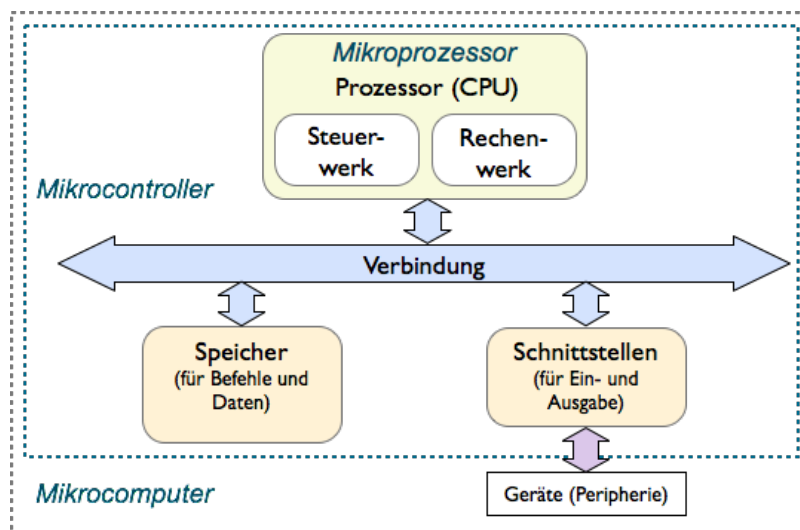 Mikroprozessor
Prozessor (CPU)
Steuer-
werk
Rechen-
werk
Mikrocontroller
Verbindung
Speicher
(für Befehle und
Daten)
Schnittstellen
(für Ein- und
Ausgabe)
Mikrocomputer
Geräte (Peripherie)